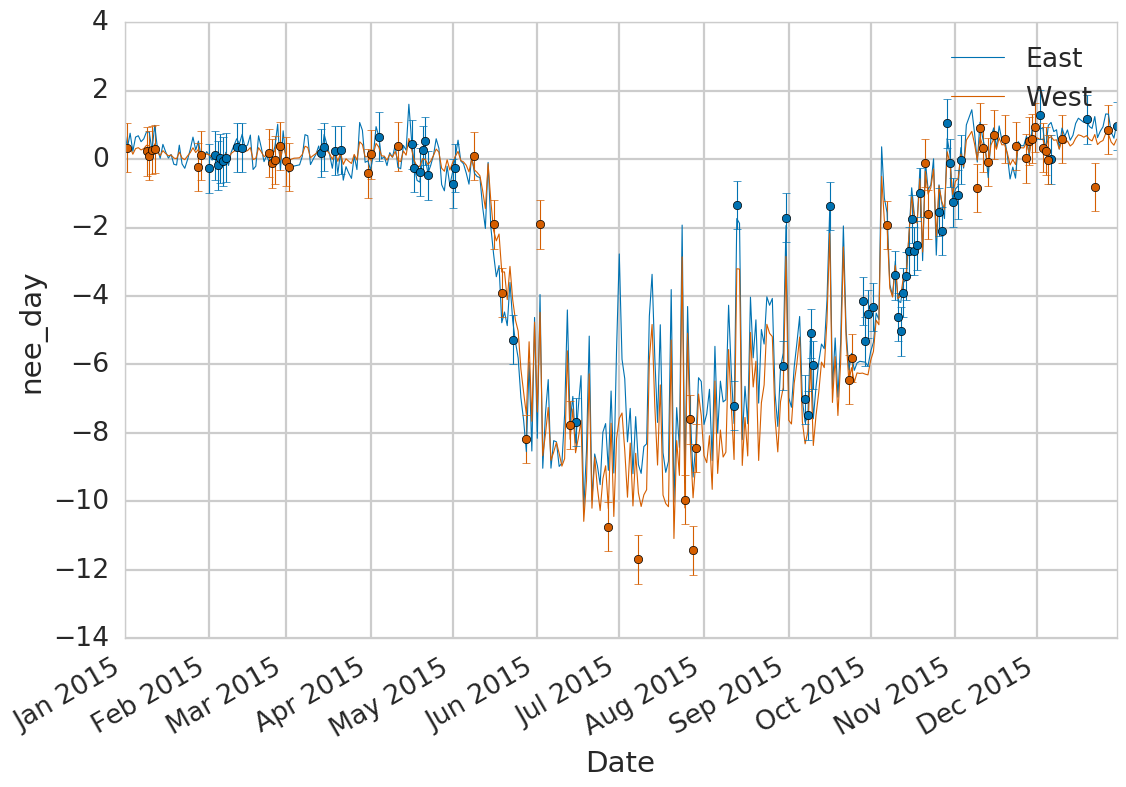 4
2
0
−2
−4
−6
−8
−10
−12
−14
nee_day
East
West
Jan 2015
Feb 2015
Mar 2015
Apr 2015
May 2015
Jun 2015
Jul 2015
Aug 2015
Sep 2015
Oct 2015
Nov 2015
Dec 2015
Date